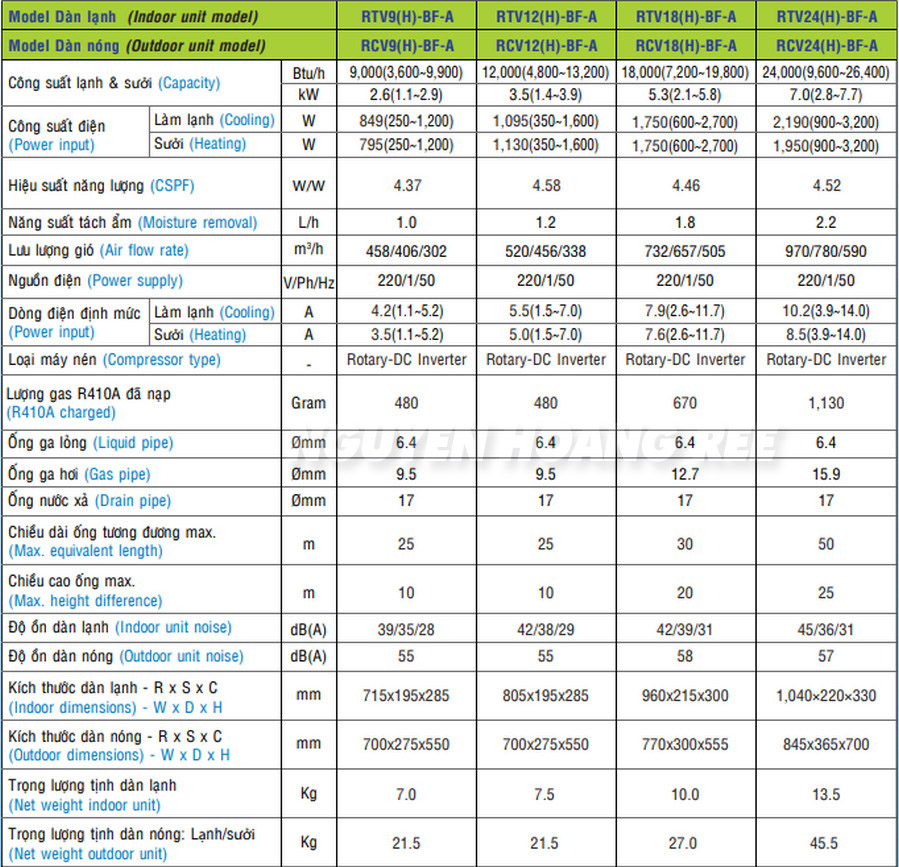 Model Dàn lạnh (Indoor unit model) RTV9(H)-BF-A RTV12(H)-BF-A RTV18(H)-BF-A RTV24(H)-BF-A
Model Dàn nóng (Outdoor unit model) RCV9(H)-BF-A RCV12(H)-BF-A RCV18(H)-BF-A RCV24(H)-BF-A
Công suất lạnh & sưởi (Capacity) Btu/h 9,000(3,600~9,900) 12,000(4,800~13,200) 18,000(7,200~19,800) 24,000(9,600~26,400)
kW 2.6(1.1~2.9) 3.5(1.4~3.9) 5.3(2.1~5.8) 7.0(2.8~7.7)
Công suất điện
(Power input)
Làm lạnh (Cooling) W 849(250~1,200) 1,095(350~1,600) 1,750(600~2,700) 2,190(900~3,200)
Sưởi (Heating) W 795(250~1,200) 1,130(350~1,600) 1,750(600~2,700) 1,950(900~3,200)
Hiệu suất năng lượng (CSPF) W/W 4.37 4.58 4.46 4.52
Năng suất tách ẩm (Moisture removal) L/h 1.0 1.2 1.8 2.2
Lưu lượng gió (Air flow rate) m³/h 458/406/302 520/456/338 732/657/505 970/780/590
Nguồn điện (Power supply) V/Ph/Hz 220/1/50 220/1/50 220/1/50 220/1/50
Dòng điện định mức
(Power input)
Làm lạnh (Cooling) A 4.2(1.1~5.2) 5.5(1.5~7.0) 7.9(2.6~11.7) 10.2(3.9~14.0)
Sưởi (Heating) A 3.5(1.1~5.2) 5.0(1.5~7.0) 7.6(2.6~11.7) 8.5(3.9~14.0)
Loại máy nén (Compressor type) - Rotary-DC Inverter Rotary-DC Inverter Rotary-DC Inverter Rotary-DC Inverter
Lượng gas R410A đã nạp
(R410A charged) Gram 480 480 670 1,130
Ống ga lỏng (Liquid pipe) Ømm 6.4 6.4 6.4 6.4
NGUYEN HOANG REE
Ống ga hơi (Gas pipe) Ømm 9.5 9.5 12.7 15.9
Ống nước xả (Drain pipe) Ømm 17 17 17 17
Chiều dài ống tương đương max.
(Max. equivalent length) m 25 25 30 50
Chiều cao ống max.
(Max. height difference) m 10 10 20 25
Độ ồn dàn lạnh (Indoor unit noise) dB(A) 39/35/28 42/38/29 42/39/31 45/36/31
Độ ồn dàn nóng (Outdoor unit noise) dB(A) 55 55 58 57
Kích thước dàn lạnh - R x S x C
(Indoor dimensions) - W x D x H mm 715x195x285 805x195x285 960x215x300 1,040×220×330
Kích thước dàn nóng - R x S x C
(Outdoor dimensions) - W x D x H mm 700x275x550 700x275x550 770x300x555 845x365x700
Trọng lượng tịnh dàn lạnh
(Net weight indoor unit) Kg 7.0 7.5 10.0 13.5
Trọng lượng tịnh dàn nóng: Lạnh/sưởi
(Net weight outdoor unit) Kg 21.5 21.5 27.0 45.5